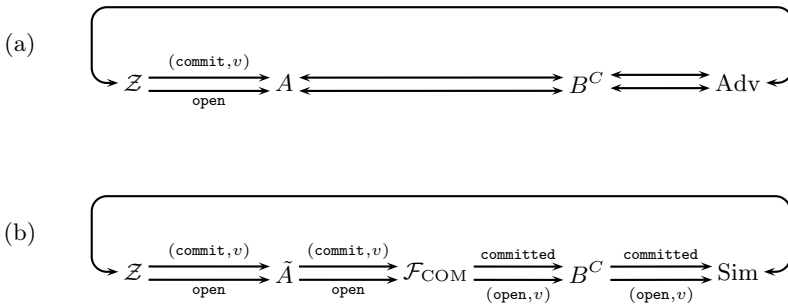 (a)
(commit,v)
𝒵 A B^C Adv
open
(b)
(commit,v) (commit,v) committed committed
𝒵 Ã ℱ_COM B^C Sim
open open (open,v) (open,v)